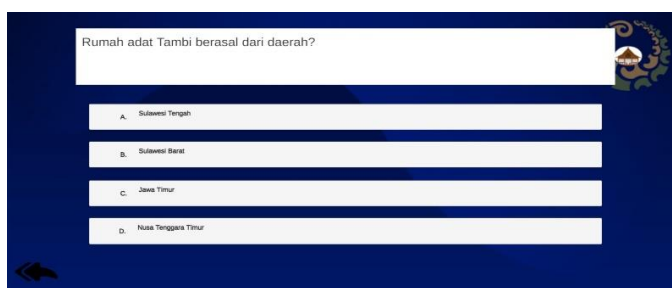 Rumah adat Tambi berasal dari daerah?
A. Sulawesi Tengah
B. Sulawesi Barat
C. Jawa Timur
D. Nusa Tenggara Timur